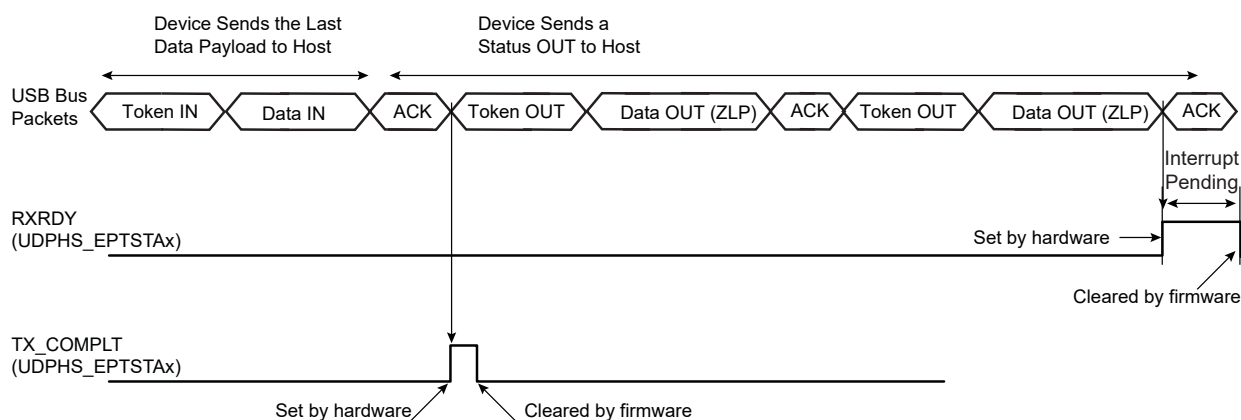 Device Sends the Last
Data Payload to Host
Device Sends a
Status OUT to Host
USB Bus
Packets
Token IN
Data IN
ACK
Token OUT
Data OUT (ZLP)
ACK
Token OUT
Data OUT (ZLP)
ACK
Interrupt
Pending
RXRDY
(UDPHS_EPTSTAx)
Set by hardware
Cleared by firmware
TX_COMPLT
(UDPHS_EPTSTAx)
Set by hardware
Cleared by firmware